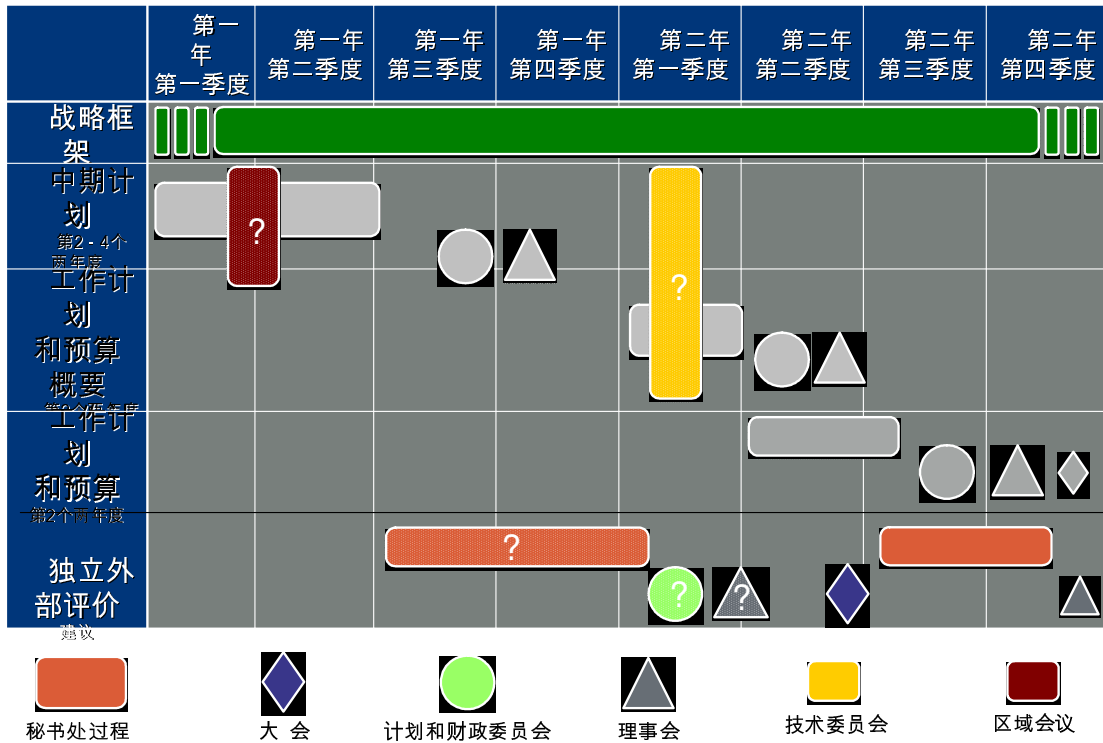 第一
年
第一季度
第一年
第二季度
第一年
第三季度
第一年
第四季度
第二年
第一季度
第二年
第二季度
第二年
第三季度
第二年
第四季度
战略框
架
中期计
划
第2-4个
两年度
?
?
工作计
划
和预算
概要
第2个两年度
工作计
划
和预算
第2个两年度
独立外
部评价
建议
?
?
?
秘书处过程
大 会
计划和财政委员会
理事会
技术委员会
区域会议